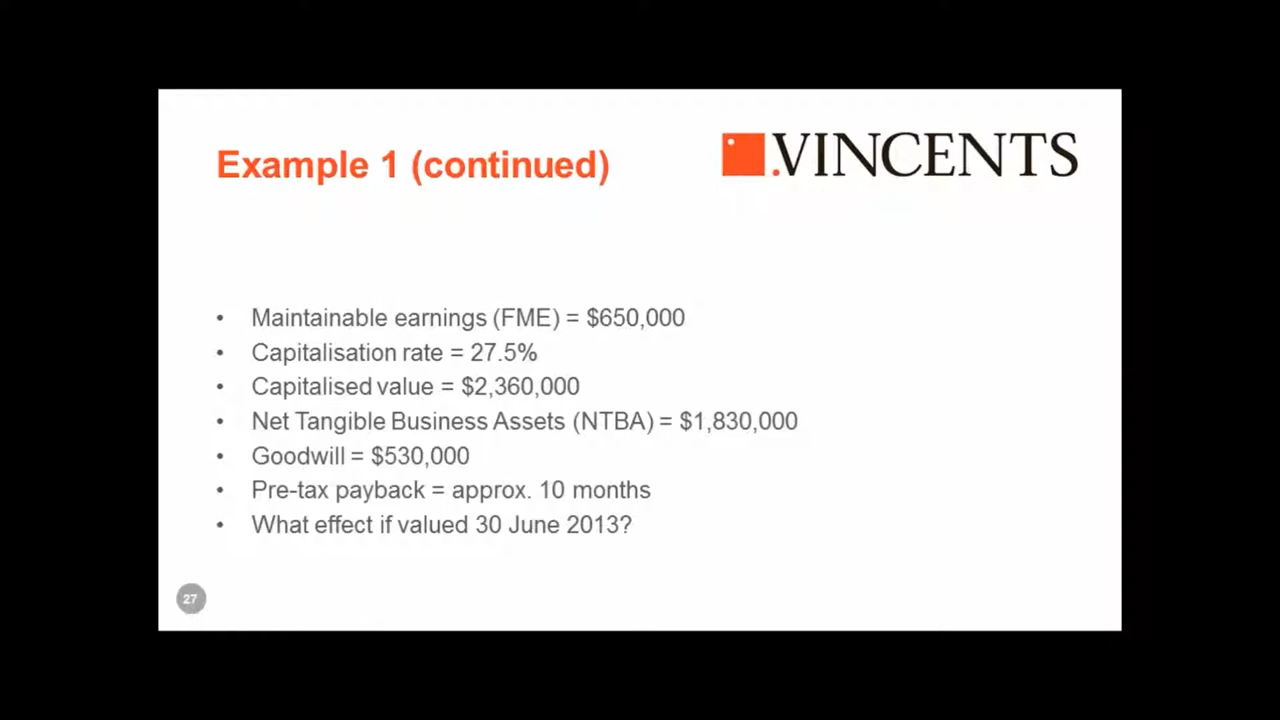 Example 1 (continued)
.VINCENTS
• Maintainable earnings (FME) = $650,000
• Capitalisation rate = 27.5%
• Capitalised value = $2,360,000
• Net Tangible Business Assets (NTBA) = $1,830,000
• Goodwill = $530,000
• Pre-tax payback = approx. 10 months
• What effect if valued 30 June 2013?
27